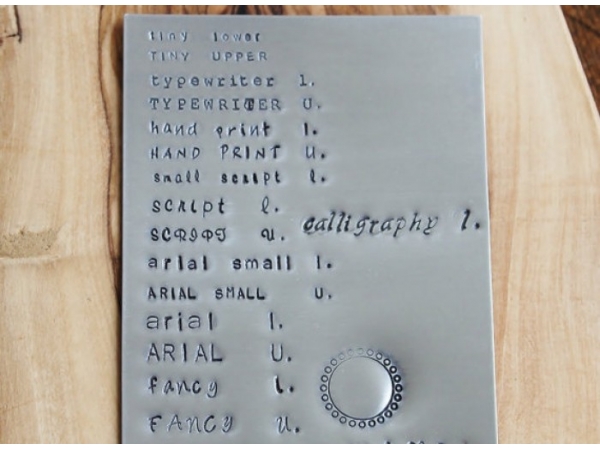 tiny lower
TINY UPPER
typewriter l.
TYPEWRITER U.
hand print l.
HAND PRINT U.
small script l.
script l.
SCRIPT U.
calligraphy l.
arial small l.
ARIAL SMALL U.
arial l.
ARIAL U.
fancy l.
FANCY U.